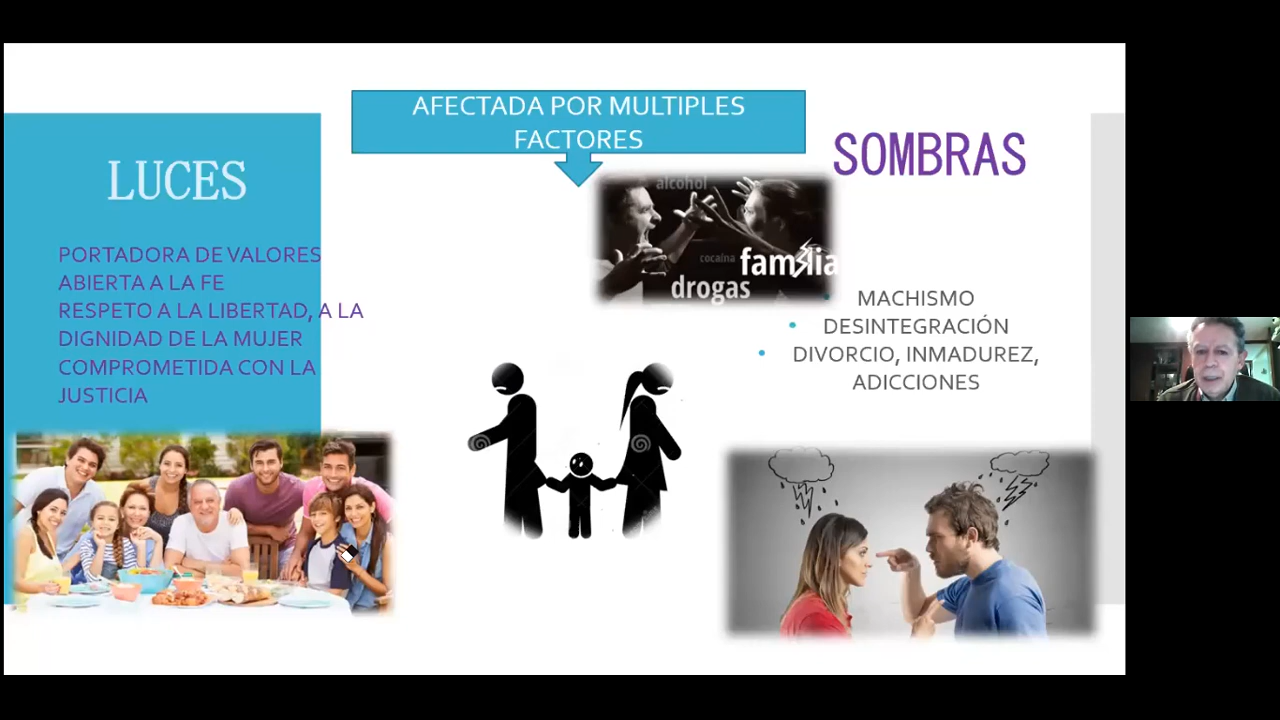 AFECTADA POR MULTIPLES
FACTORES
LUCES
PORTADORA DE VALORES
ABIERTA A LA FE
RESPETO A LA LIBERTAD, A LA
DIGNIDAD DE LA MUJER
COMPROMETIDA CON LA
JUSTICIA
alcohol
cocaína
familia
drogas
SOMBRAS
• MACHISMO
• DESINTEGRACIÓN
• DIVORCIO, INMADUREZ,
ADICCIONES